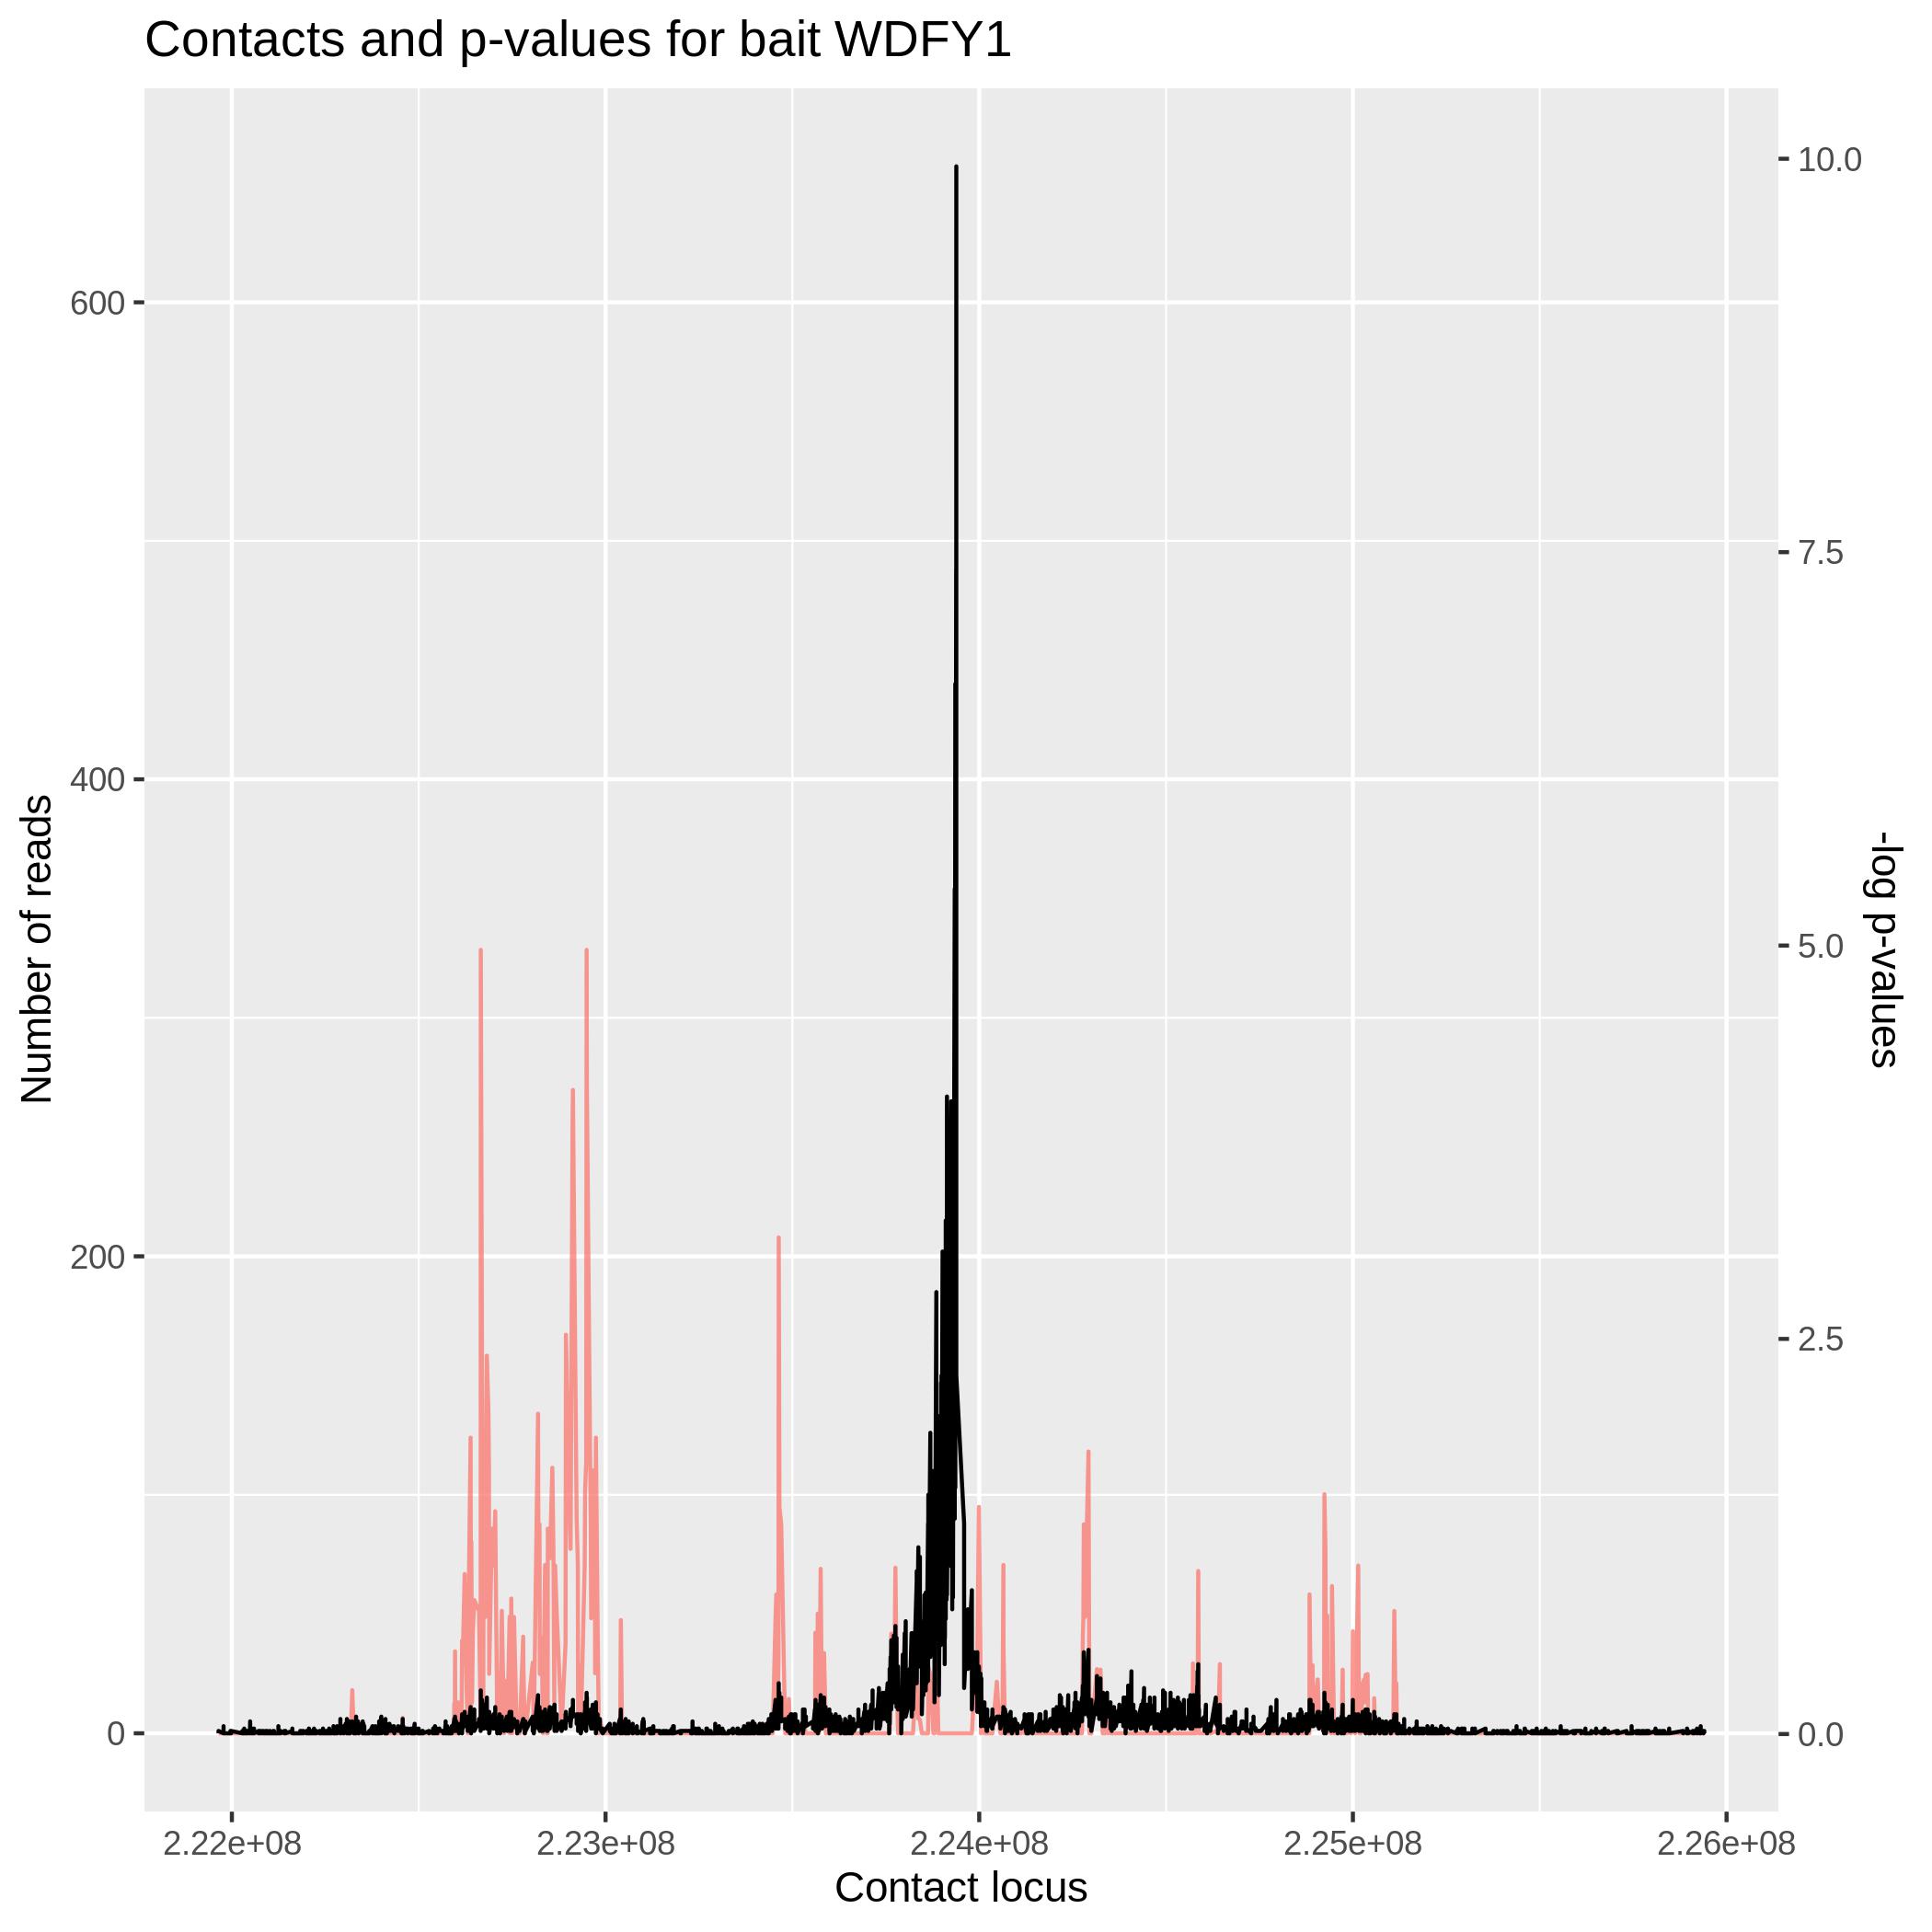 Contacts and p-values for bait WDFY1
Number of reads
600
400
200
0
10.0
7.5
5.0
2.5
0.0
-log p-values
2.22e+08 2.23e+08 2.24e+08 2.25e+08 2.26e+08
Contact locus